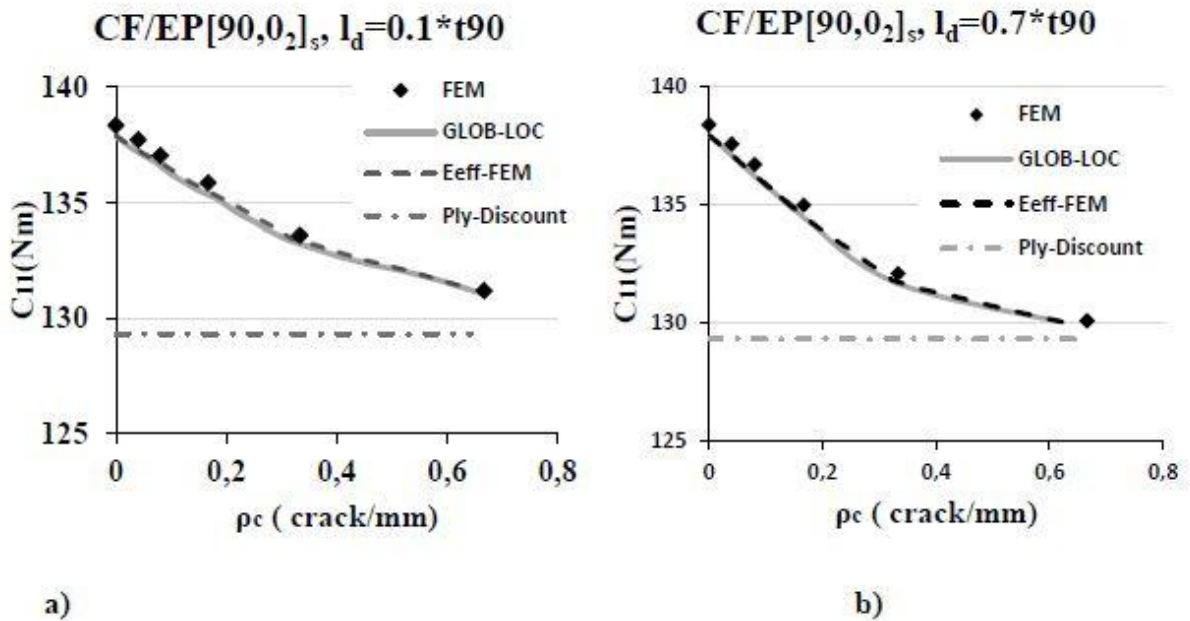 CF/EP[90,0₂]ₛ, l_d=0.1*t90
140
135
130
125
C₁₁(Nm)
FEM
GLOB-LOC
Eeff-FEM
Ply-Discount
0 0,2 0,4 0,6 0,8
ρc ( crack/mm)
a)
CF/EP[90,0₂]ₛ, l_d=0.7*t90
140
135
130
125
C₁₁(Nm)
FEM
GLOB-LOC
Eeff-FEM
Ply-Discount
0 0,2 0,4 0,6 0,8
ρc ( crack/mm)
b)